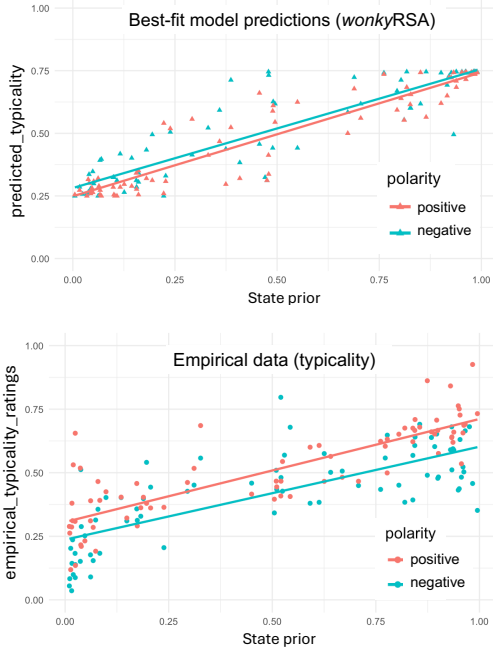 Best-fit model predictions (wonkyRSA)
1.00
0.75
0.50
0.25
0.00
predicted_typicality
polarity
positive
negative
0.00 0.25 0.50 0.75 1.00
State prior
Empirical data (typicality)
1.00
0.75
0.50
0.25
0.00
empirical_typicality_ratings
polarity
positive
negative
0.00 0.25 0.50 0.75 1.00
State prior